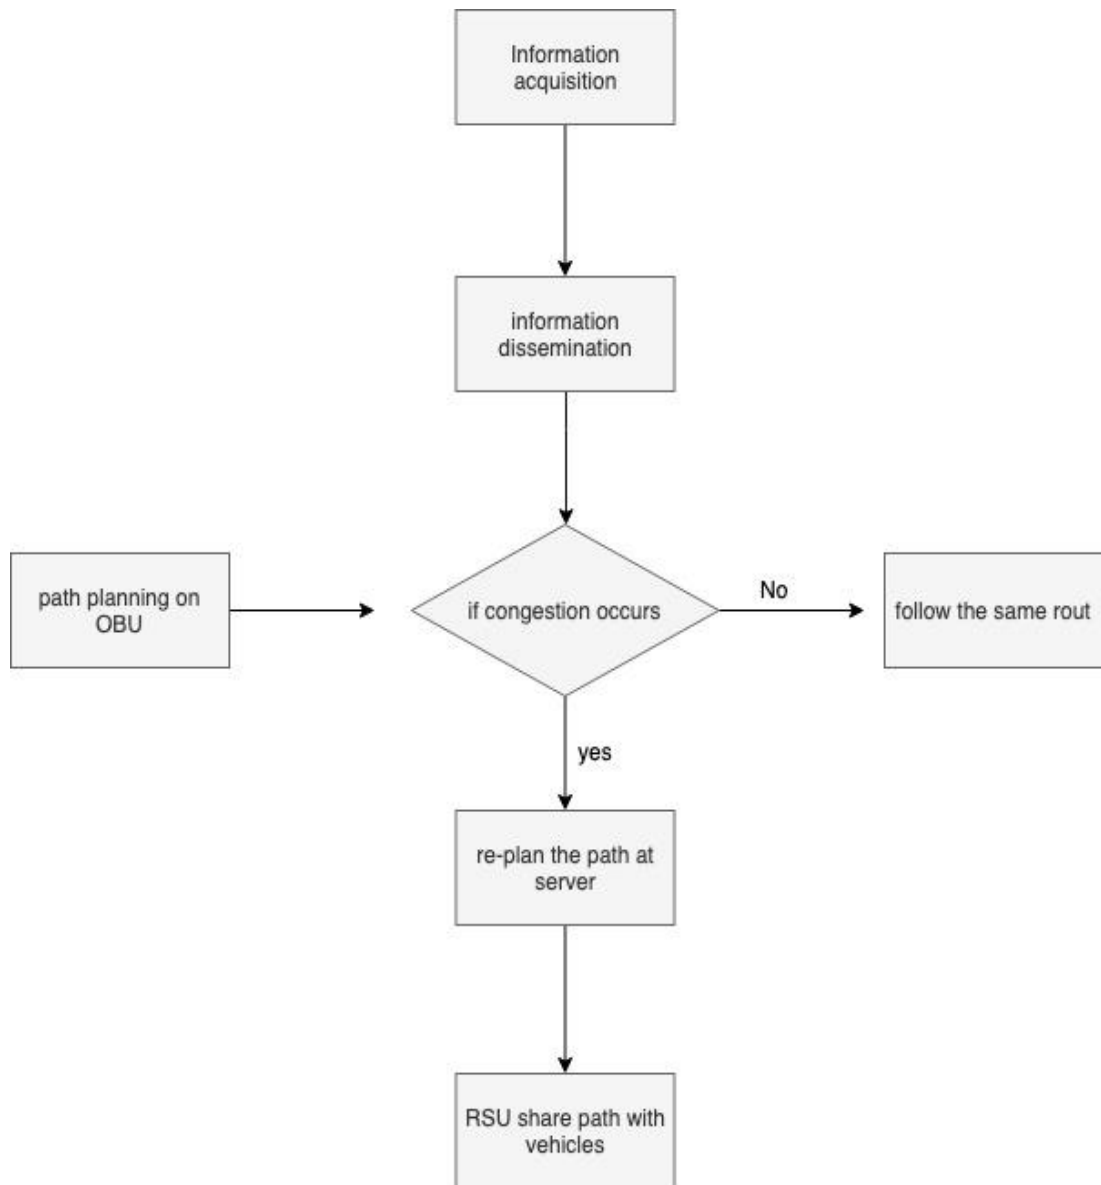 Information
acquisition
information
dissemination
path planning on
OBU
if congestion occurs
No
follow the same rout
yes
re-plan the path at
server
RSU share path with
vehicles